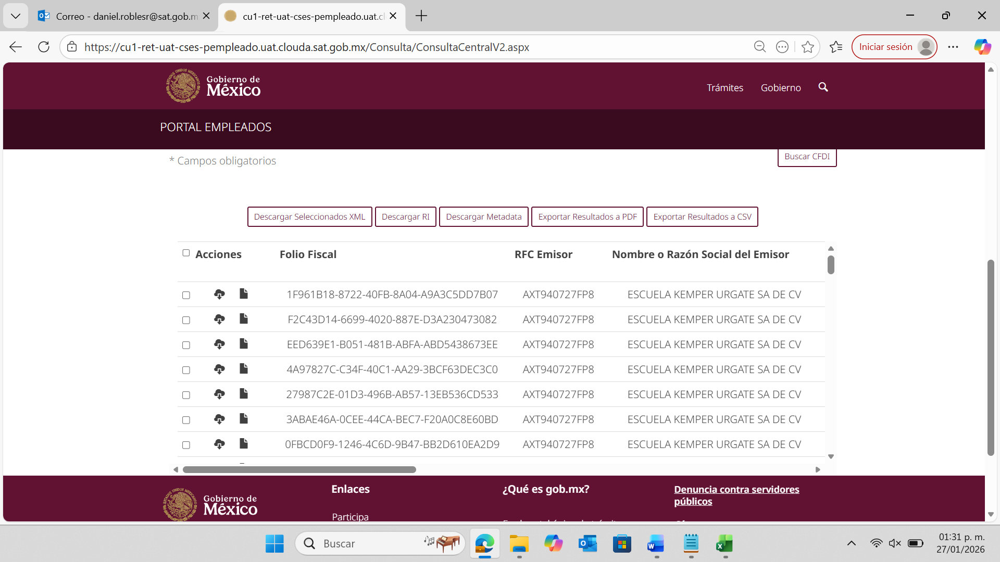 Correo - daniel.roblesr@sat.gob.m
cu1-ret-uat-cses-pempleado.uat.cl
https://cu1-ret-uat-cses-pempleado.uat.clouda.sat.gob.mx/Consulta/ConsultaCentralV2.aspx
Iniciar sesión
Gobierno de
México
Trámites
Gobierno
PORTAL EMPLEADOS
* Campos obligatorios
Buscar CFDI
Descargar Seleccionados XML
Descargar RI
Descargar Metadata
Exportar Resultados a PDF
Exportar Resultados a CSV
Acciones Folio Fiscal RFC Emisor Nombre o Razón Social del Emisor
1F961B18-8722-40FB-8A04-A9A3C5DD7B07 AXT940727FP8 ESCUELA KEMPER URGATE SA DE CV
F2C43D14-6699-4020-887E-D3A230473082 AXT940727FP8 ESCUELA KEMPER URGATE SA DE CV
EED639E1-B051-481B-ABFA-ABD5438673EE AXT940727FP8 ESCUELA KEMPER URGATE SA DE CV
4A97827C-C34F-40C1-AA29-3BCF63DEC3C0 AXT940727FP8 ESCUELA KEMPER URGATE SA DE CV
27987C2E-01D3-496B-AB57-13EB536CD533 AXT940727FP8 ESCUELA KEMPER URGATE SA DE CV
3ABAE46A-0CEE-44CA-BEC7-F20A0C8E60BD AXT940727FP8 ESCUELA KEMPER URGATE SA DE CV
0FBCD0F9-1246-4C6D-9B47-BB2D610EA2D9 AXT940727FP8 ESCUELA KEMPER URGATE SA DE CV
Gobierno de
México
Enlaces
Participa
¿Qué es gob.mx?
Denuncia contra servidores
públicos
Buscar
01:31 p. m.
27/01/2026